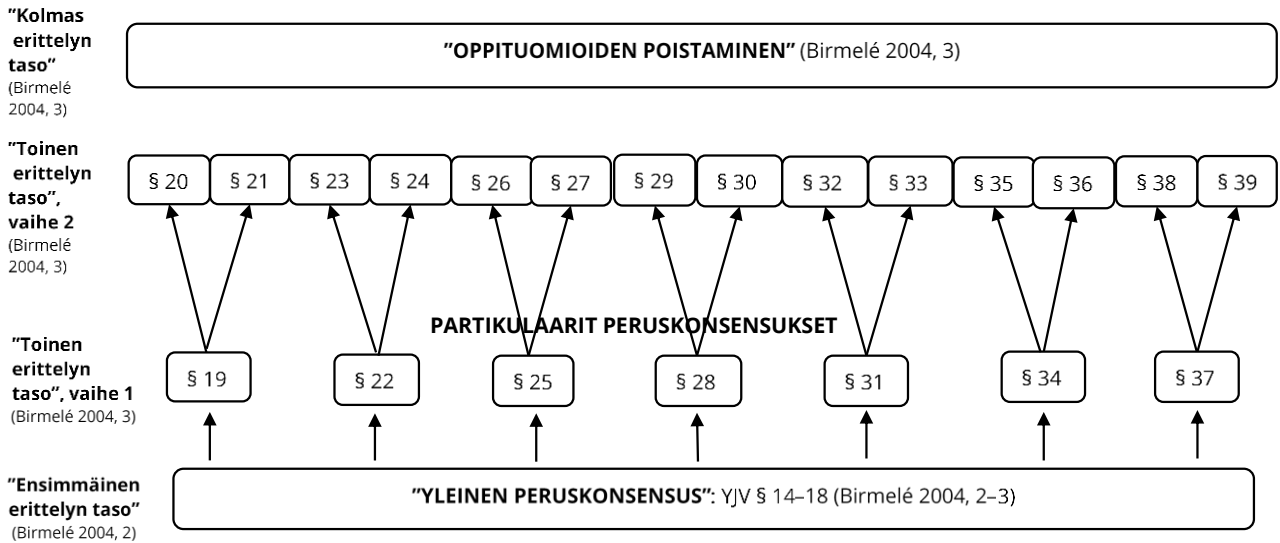 ”Kolmas
erittelyn
taso”
(Birmelé
2004, 3)
”OPPITUOMIOIDEN POISTAMINEN” (Birmelé 2004, 3)
”Toinen
erittelyn
taso”,
vaihe 2
(Birmelé
2004, 3)
§ 20 § 21 § 23 § 24 § 26 § 27 § 29 § 30 § 32 § 33 § 35 § 36 § 38 § 39
PARTIKULAARIT PERUSKONSENSUKSET
”Toinen
erittelyn
taso”, vaihe 1
(Birmelé 2004, 3)
§ 19 § 22 § 25 § 28 § 31 § 34 § 37
”Ensimmäinen
erittelyn taso”
(Birmelé 2004, 2)
”YLEINEN PERUSKONSENSUS”: YJV § 14–18 (Birmelé 2004, 2–3)